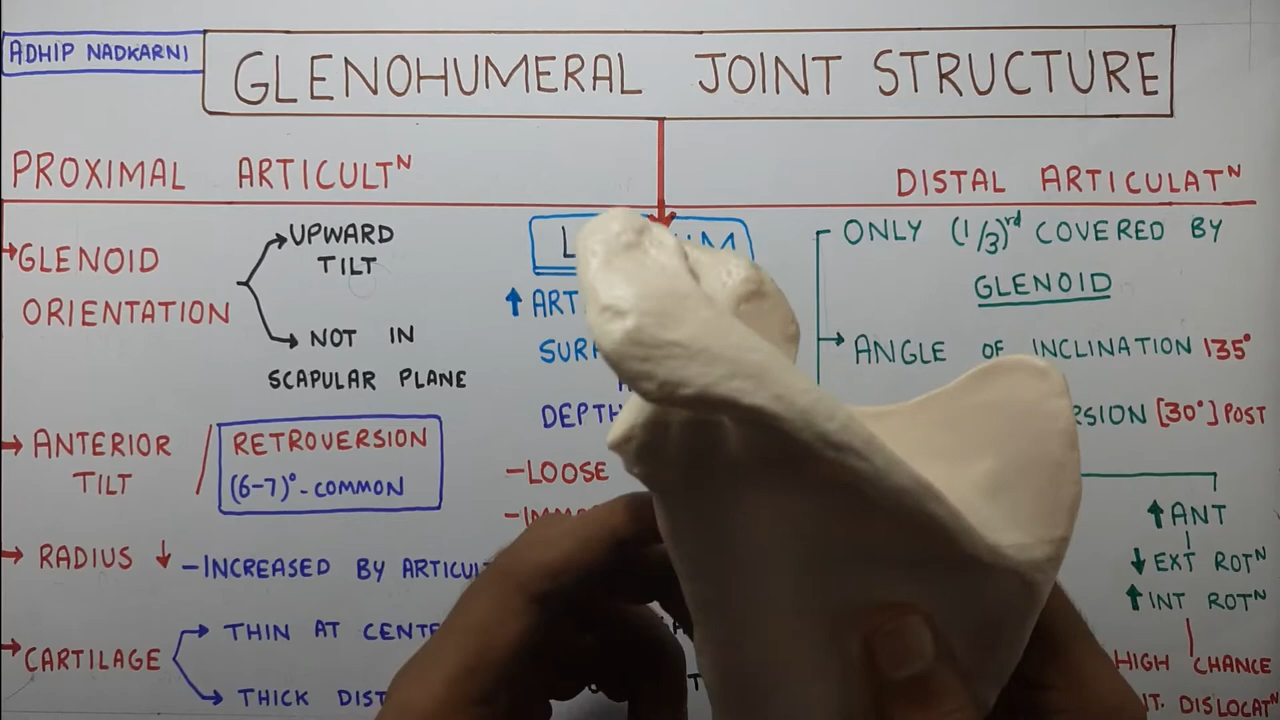 ADHIP NADKARNI
GLENOHUMERAL JOINT STRUCTURE
PROXIMAL ARTICULTᴺ
GLENOID
ORIENTATION
UPWARD
TILT
NOT IN
SCAPULAR PLANE
ANTERIOR
TILT
/
RETROVERSION
(6-7)° - COMMON
RADIUS ↓ - INCREASED BY
CARTILAGE
THIN AT
THICK
↑
DEPTH
- LOOSE
DISTAL ARTICULATᴺ
ONLY (1/3)ʳᵈ COVERED BY
GLENOID
ANGLE OF INCLINATION 135°
[30°] POST
↑ ANT
↓ EXT ROTᴺ
↑ INT ROTᴺ
HIGH CHANCE